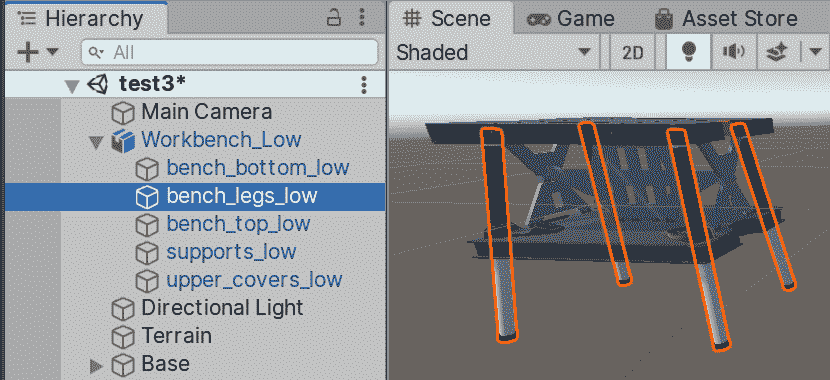 Hierarchy
All
test3*
Main Camera
Workbench_Low
bench_bottom_low
bench_legs_low
bench_top_low
supports_low
upper_covers_low
Directional Light
Terrain
Base
Scene Game Asset Store
Shaded 2D